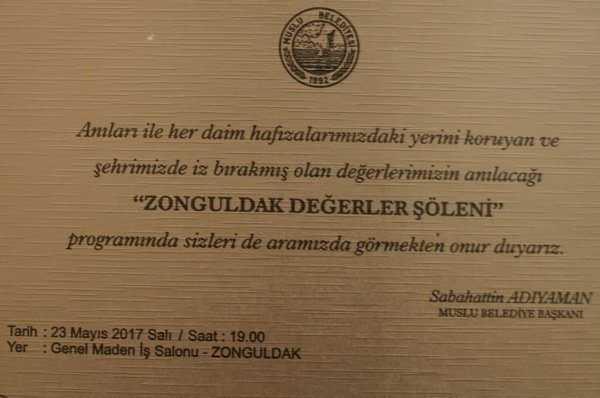 MUSLU BELEDİYESİ
1992
Anıları ile her daim hafızalarımızdaki yerini koruyan ve
şehrimizde iz bırakmış olan değerlerimizin anılacağı
“ZONGULDAK DEĞERLER ŞÖLENİ”
programında sizleri de aramızda görmekten onur duyarız.
Sabahattin ADIYAMAN
MUSLU BELEDİYE BAŞKANI
Tarih : 23 Mayıs 2017 Salı / Saat : 19.00
Yer : Genel Maden İş Salonu - ZONGULDAK